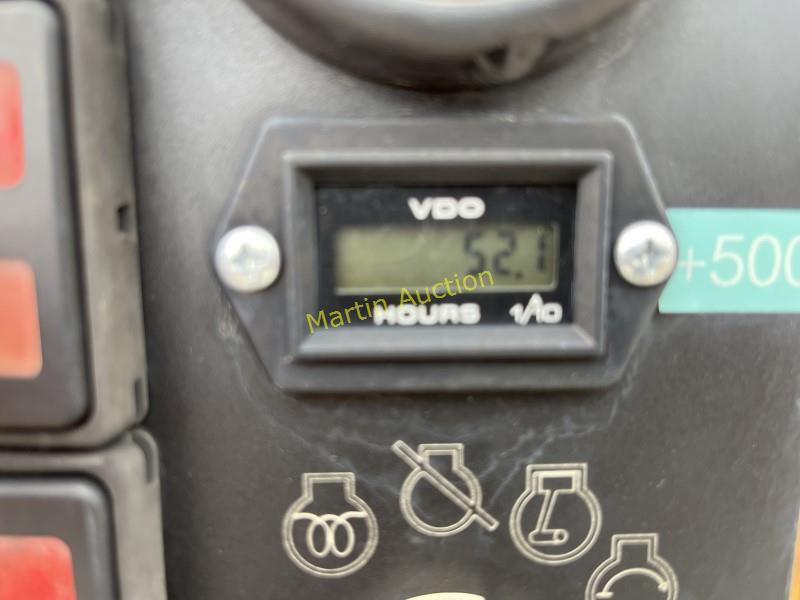 VDO
52.1
HOURS 1/10
+500
Martin Auction